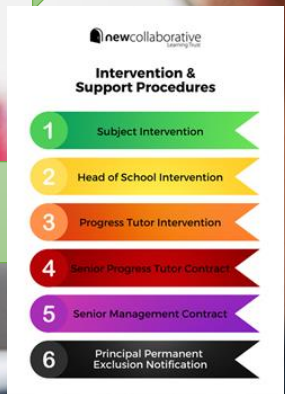 newcollaborative
Learning Trust
Intervention &
Support Procedures
1 Subject Intervention
2 Head of School Intervention
3 Progress Tutor Intervention
4 Senior Progress Tutor Contract
5 Senior Management Contract
6 Principal Permanent
Exclusion Notification